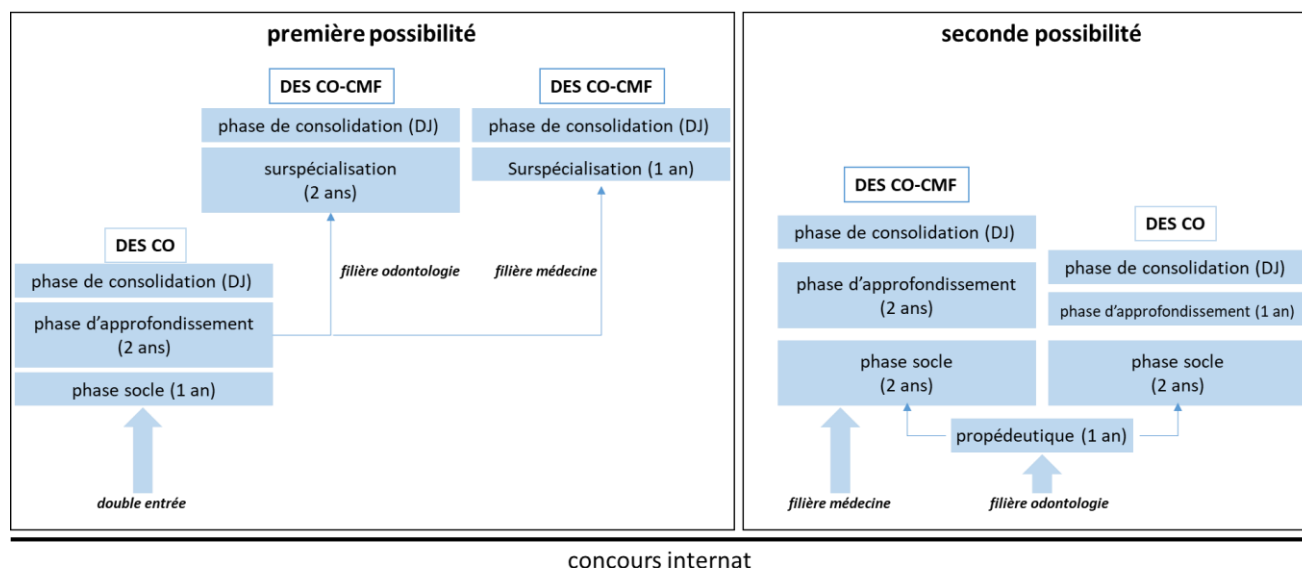 première possibilité
DES CO-CMF
phase de consolidation (DJ)
surspécialisation
(2 ans)
DES CO-CMF
phase de consolidation (DJ)
Surspécialisation (1 an)
filière odontologie
filière médecine
DES CO
phase de consolidation (DJ)
phase d’approfondissement
(2 ans)
phase socle (1 an)
double entrée
seconde possibilité
DES CO-CMF
phase de consolidation (DJ)
phase d’approfondissement
(2 ans)
phase socle
(2 ans)
DES CO
phase de consolidation (DJ)
phase d’approfondissement (1 an)
phase socle
(2 ans)
propédeutique (1 an)
filière médecine
filière odontologie
concours internat